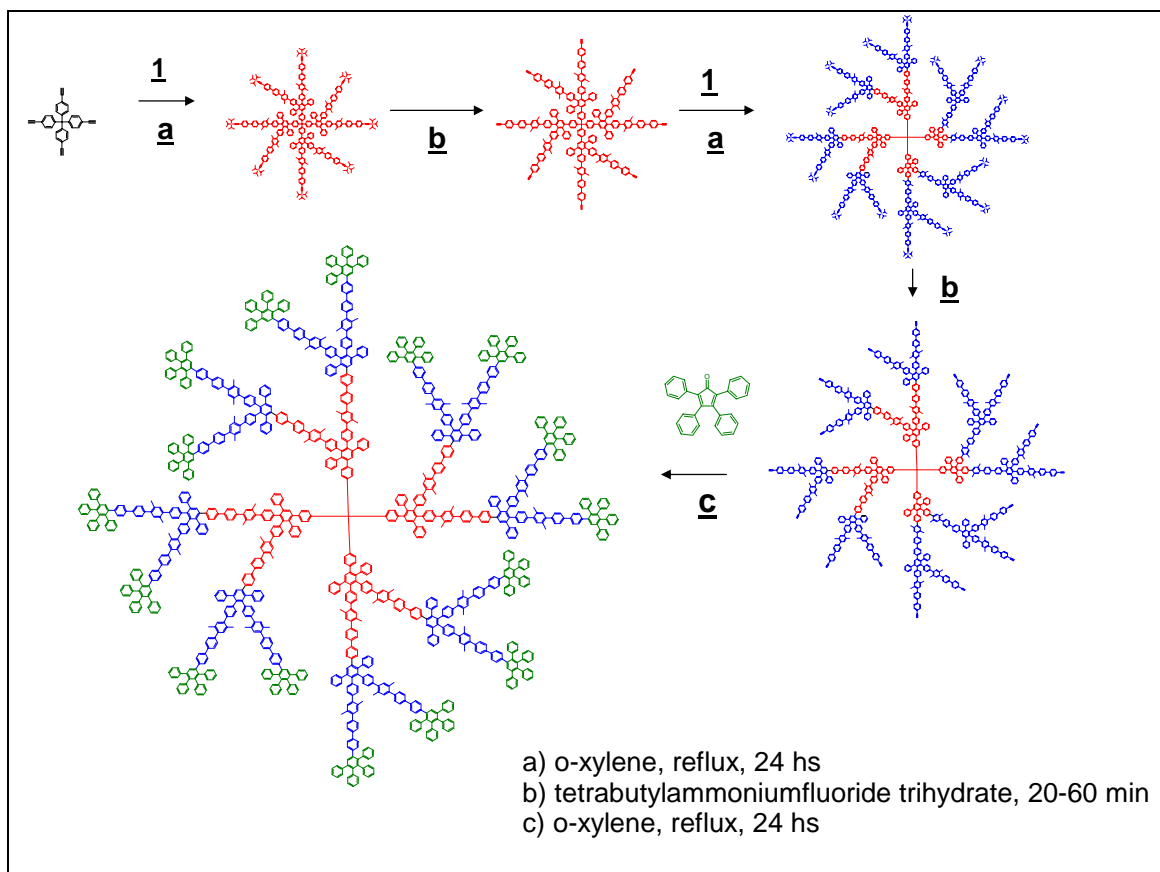 1
a
b
1
a
b
O
c
a) o-xylene, reflux, 24 hs
b) tetrabutylammoniumfluoride trihydrate, 20-60 min
c) o-xylene, reflux, 24 hs